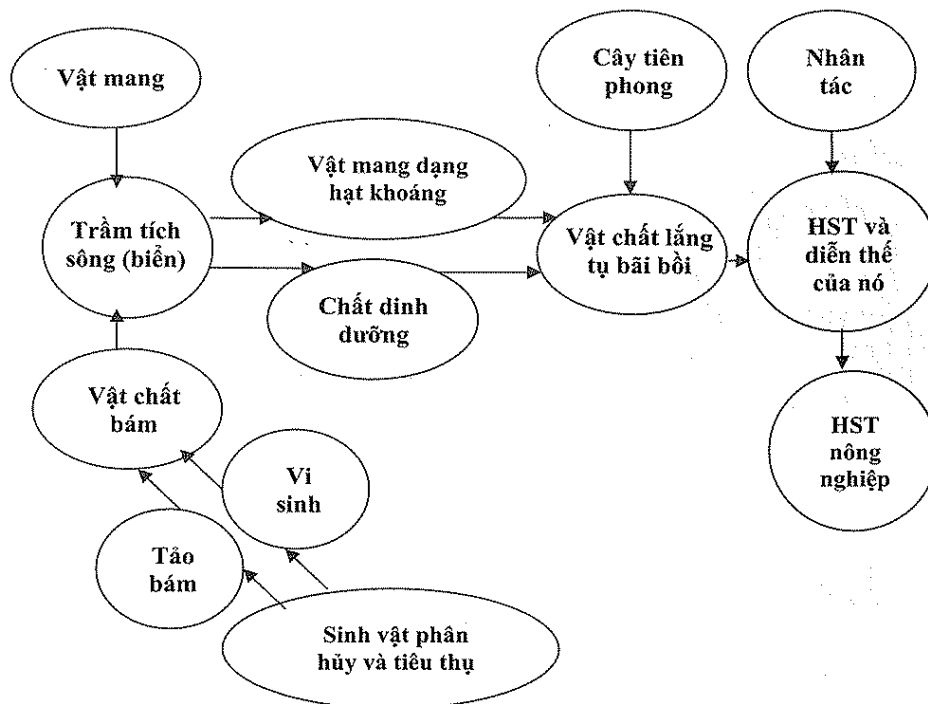 Vật mang
Cây tiên
phong
Nhân
tác
Vật mang dạng
hạt khoáng
Trầm tích
sông (biển)
Vật chất lắng
tụ bãi bồi
HST và
diễn thế
của nó
Chất dinh
dưỡng
Vật chất
bám
HST
nông
nghiệp
Vi
sinh
Tảo
bám
Sinh vật phân
hủy và tiêu thụ